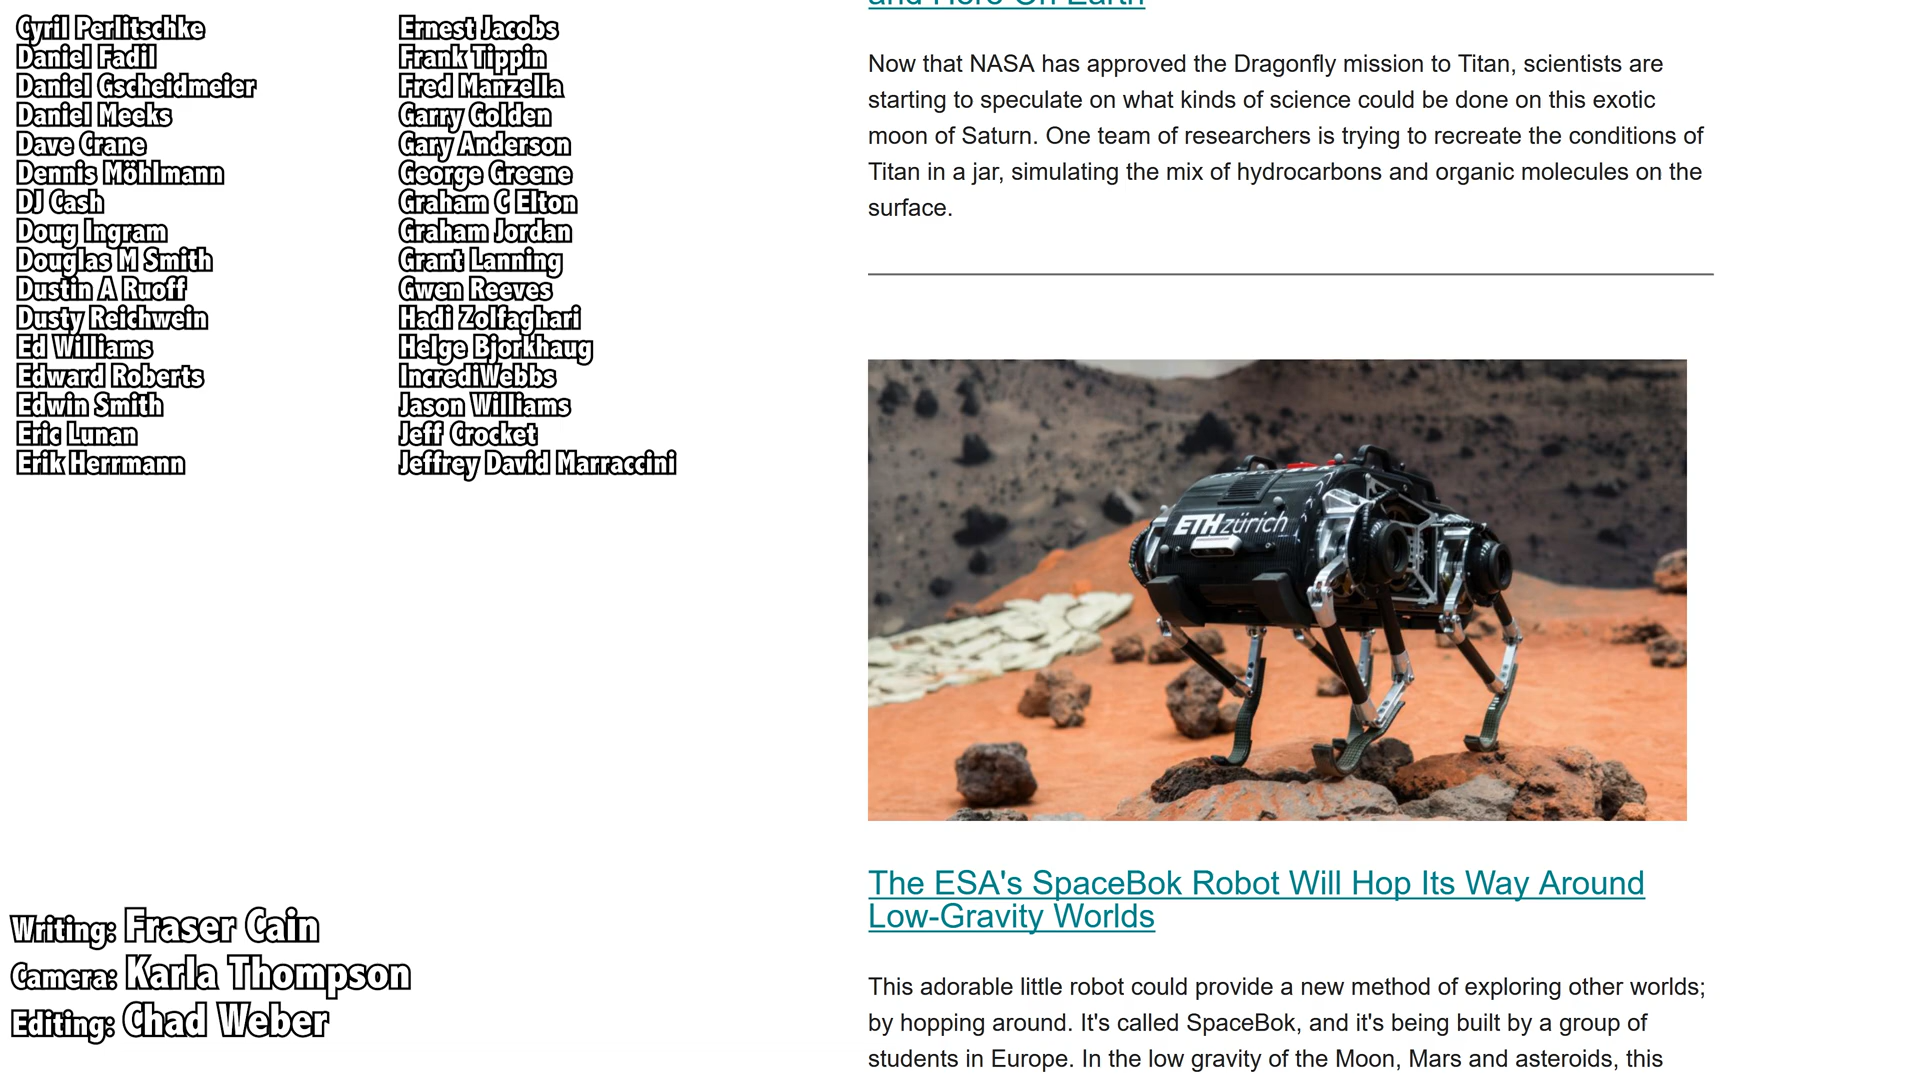 Cyril Perlitschke
Daniel Fadil
Daniel Gscheidmeier
Daniel Meeks
Dave Crane
Dennis Möhlmann
DJ Cash
Doug Ingram
Douglas M Smith
Dustin A Ruoff
Dusty Reichwein
Ed Williams
Edward Roberts
Edwin Smith
Eric Lunan
Erik Herrmann
Ernest Jacobs
Frank Tippin
Fred Manzella
Garry Golden
Gary Anderson
George Greene
Graham C Elton
Graham Jordan
Grant Lanning
Gwen Reeves
Hadi Zolfaghari
Helge Bjorkhaug
IncrediWebbs
Jason Williams
Jeff Crocket
Jeffrey David Marraccini
Writing: Fraser Cain
Camera: Karla Thompson
Editing: Chad Weber
and Here On Earth
Now that NASA has approved the Dragonfly mission to Titan, scientists are
starting to speculate on what kinds of science could be done on this exotic
moon of Saturn. One team of researchers is trying to recreate the conditions of
Titan in a jar, simulating the mix of hydrocarbons and organic molecules on the
surface.
ETH zürich
The ESA's SpaceBok Robot Will Hop Its Way Around
Low-Gravity Worlds
This adorable little robot could provide a new method of exploring other worlds;
by hopping around. It's called SpaceBok, and it's being built by a group of
students in Europe. In the low gravity of the Moon, Mars and asteroids, this